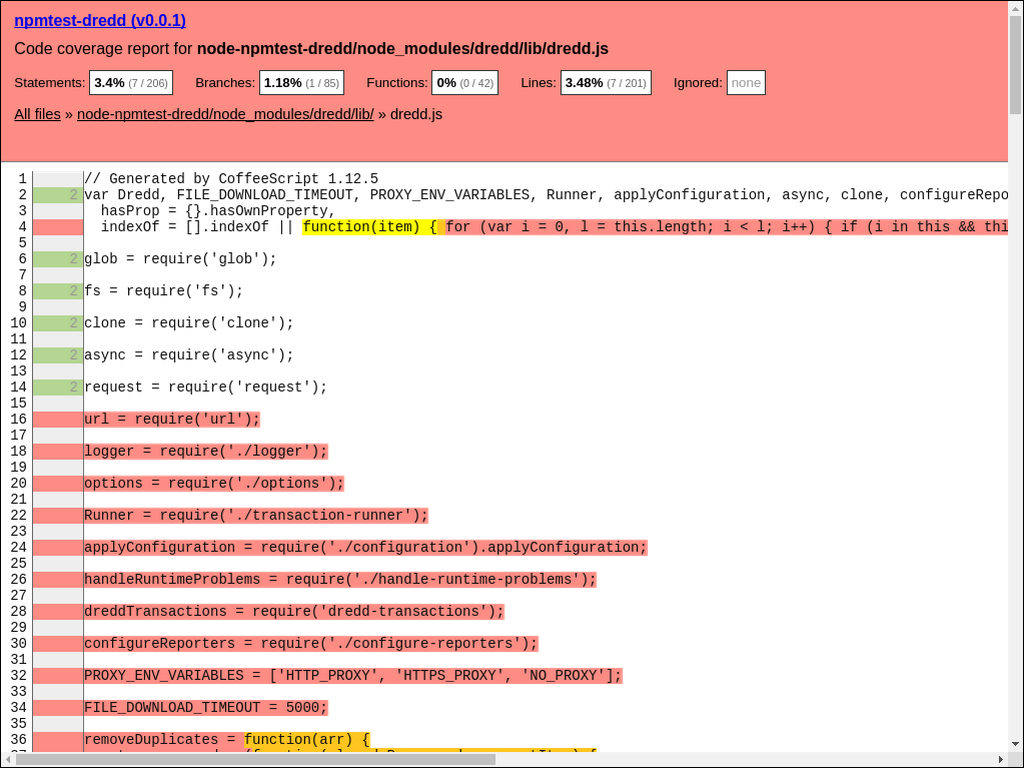 npmtest-dredd (v0.0.1)
Code coverage report for node-npmtest-dredd/node_modules/dredd/lib/dredd.js
Statements: 3.4% (7 / 206) Branches: 1.18% (1 / 85) Functions: 0% (0 / 42) Lines: 3.48% (7 / 201) Ignored: none
All files » node-npmtest-dredd/node_modules/dredd/lib/ » dredd.js
1 // Generated by CoffeeScript 1.12.5
2 2 var Dredd, FILE_DOWNLOAD_TIMEOUT, PROXY_ENV_VARIABLES, Runner, applyConfiguration, async, clone, configureRepo
3 hasProp = {}.hasOwnProperty,
4 indexOf = [].indexOf || function(item) { for (var i = 0, l = this.length; i < l; i++) { if (i in this && thi
5
6 2 glob = require('glob');
7
8 2 fs = require('fs');
9
10 2 clone = require('clone');
11
12 2 async = require('async');
13
14 2 request = require('request');
15
16 url = require('url');
17
18 logger = require('./logger');
19
20 options = require('./options');
21
22 Runner = require('./transaction-runner');
23
24 applyConfiguration = require('./configuration').applyConfiguration;
25
26 handleRuntimeProblems = require('./handle-runtime-problems');
27
28 dreddTransactions = require('dredd-transactions');
29
30 configureReporters = require('./configure-reporters');
31
32 PROXY_ENV_VARIABLES = ['HTTP_PROXY', 'HTTPS_PROXY', 'NO_PROXY'];
33
34 FILE_DOWNLOAD_TIMEOUT = 5000;
35
36 removeDuplicates = function(arr) {